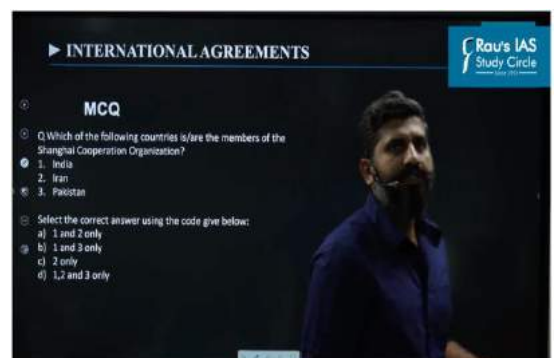 ▶ INTERNATIONAL AGREEMENTS
Rau's IAS
Study Circle
MCQ
Q Which of the following countries is/are the members of the
Shanghai Cooperation Organization?
1. India
2. Iran
3. Pakistan
Select the correct answer using the code give below:
a) 1 and 2 only
b) 1 and 3 only
c) 2 only
d) 1,2 and 3 only